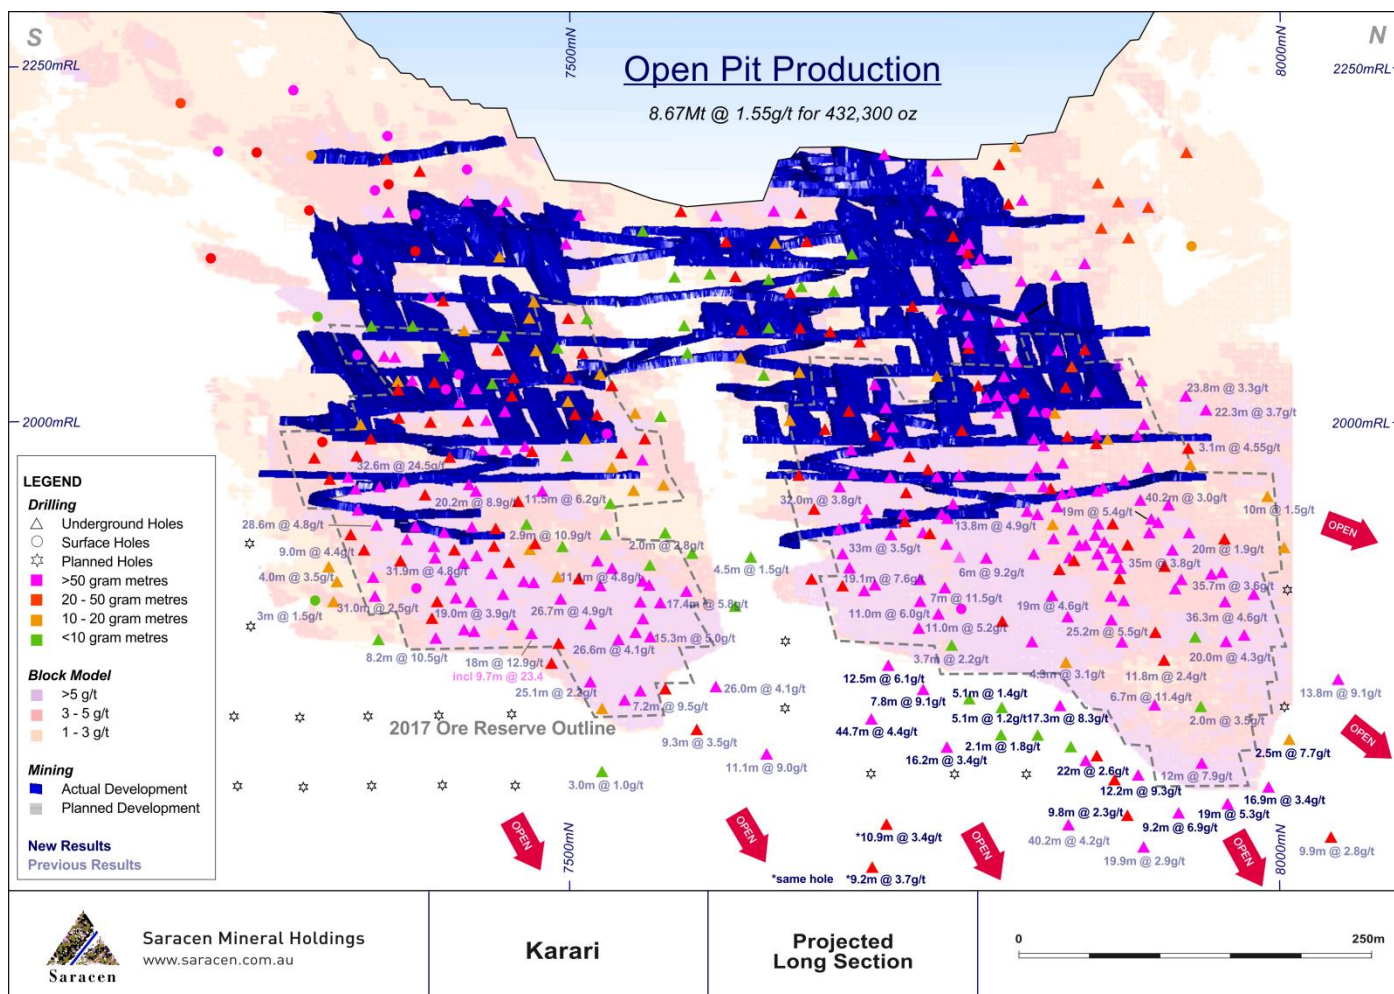 S
N
7500mN
8000mN
2250mRL
2250mRL
Open Pit Production
8.67Mt @ 1.55g/t for 432,300 oz
2000mRL
2000mRL
23.8m @ 3.3g/t
22.3m @ 3.7g/t
3.1m @ 4.55g/t
32.6m @ 24.5g/t
20.2m @ 8.9g/t
11.5m @ 6.2g/t
32.0m @ 3.8g/t
40.2m @ 3.0g/t
19m @ 5.4g/t
10m @ 1.5g/t
28.6m @ 4.8g/t
2.9m @ 10.9g/t
2.0m @ 2.8g/t
13.8m @ 4.9g/t
33m @ 3.5g/t
20m @ 1.9g/t
OPEN
9.0m @ 4.4g/t
31.9m @ 4.8g/t
4.5m @ 1.5g/t
6m @ 9.2g/t
35m @ 3.8g/t
4.0m @ 3.5g/t
19.1m @ 7.6g/t
35.7m @ 3.6g/t
3m @ 1.5g/t
31.0m @ 2.5g/t
19.0m @ 3.9g/t
26.7m @ 4.9g/t
17.4m @ 5.8g/t
7m @ 11.5g/t
11.0m @ 6.0g/t
19m @ 4.6g/t
36.3m @ 4.6g/t
11.0m @ 5.2g/t
25.2m @ 5.5g/t
15.3m @ 5.0g/t
8.2m @ 10.5g/t
26.6m @ 4.1g/t
18m @ 12.9g/t
incl 9.7m @ 23.4
3.7m @ 2.2g/t
20.0m @ 4.3g/t
4.3m @ 3.1g/t
11.8m @ 2.4g/t
12.5m @ 6.1g/t
25.1m @ 2.2g/t
7.2m @ 9.5g/t
26.0m @ 4.1g/t
7.8m @ 9.1g/t
5.1m @ 1.4g/t
6.7m @ 11.4g/t
13.8m @ 9.1g/t
5.1m @ 1.2g/t
17.3m @ 8.3g/t
2.0m @ 3.5g/t
2017 Ore Reserve Outline
44.7m @ 4.4g/t
9.3m @ 3.5g/t
16.2m @ 3.4g/t
2.1m @ 1.8g/t
2.5m @ 7.7g/t
OPEN
11.1m @ 9.0g/t
22m @ 2.6g/t
12m @ 7.9g/t
3.0m @ 1.0g/t
12.2m @ 9.3g/t
16.9m @ 3.4g/t
9.8m @ 2.3g/t
9.2m @ 6.9g/t
19m @ 5.3g/t
*10.9m @ 3.4g/t
40.2m @ 4.2g/t
19.9m @ 2.9g/t
9.9m @ 2.8g/t
OPEN
OPEN
OPEN
OPEN
*same hole
*9.2m @ 3.7g/t
7500mN
8000mN
LEGEND
Drilling
Underground Holes
Surface Holes
Planned Holes
>50 gram metres
20 - 50 gram metres
10 - 20 gram metres
<10 gram metres
Block Model
>5 g/t
3 - 5 g/t
1 - 3 g/t
Mining
Actual Development
Planned Development
New Results
Previous Results
Saracen
Saracen Mineral Holdings
www.saracen.com.au
Karari
Projected
Long Section
0
250m